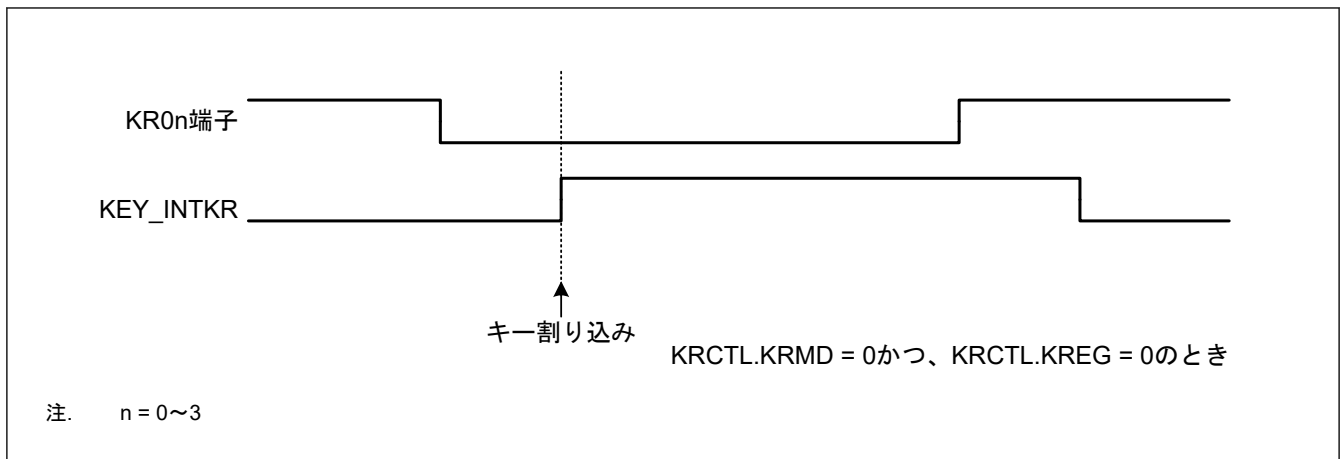 KR0n端子
KEY_INTKR
キー割り込み
KRCTL.KRMD = 0かつ、KRCTL.KREG = 0のとき
注. n = 0～3